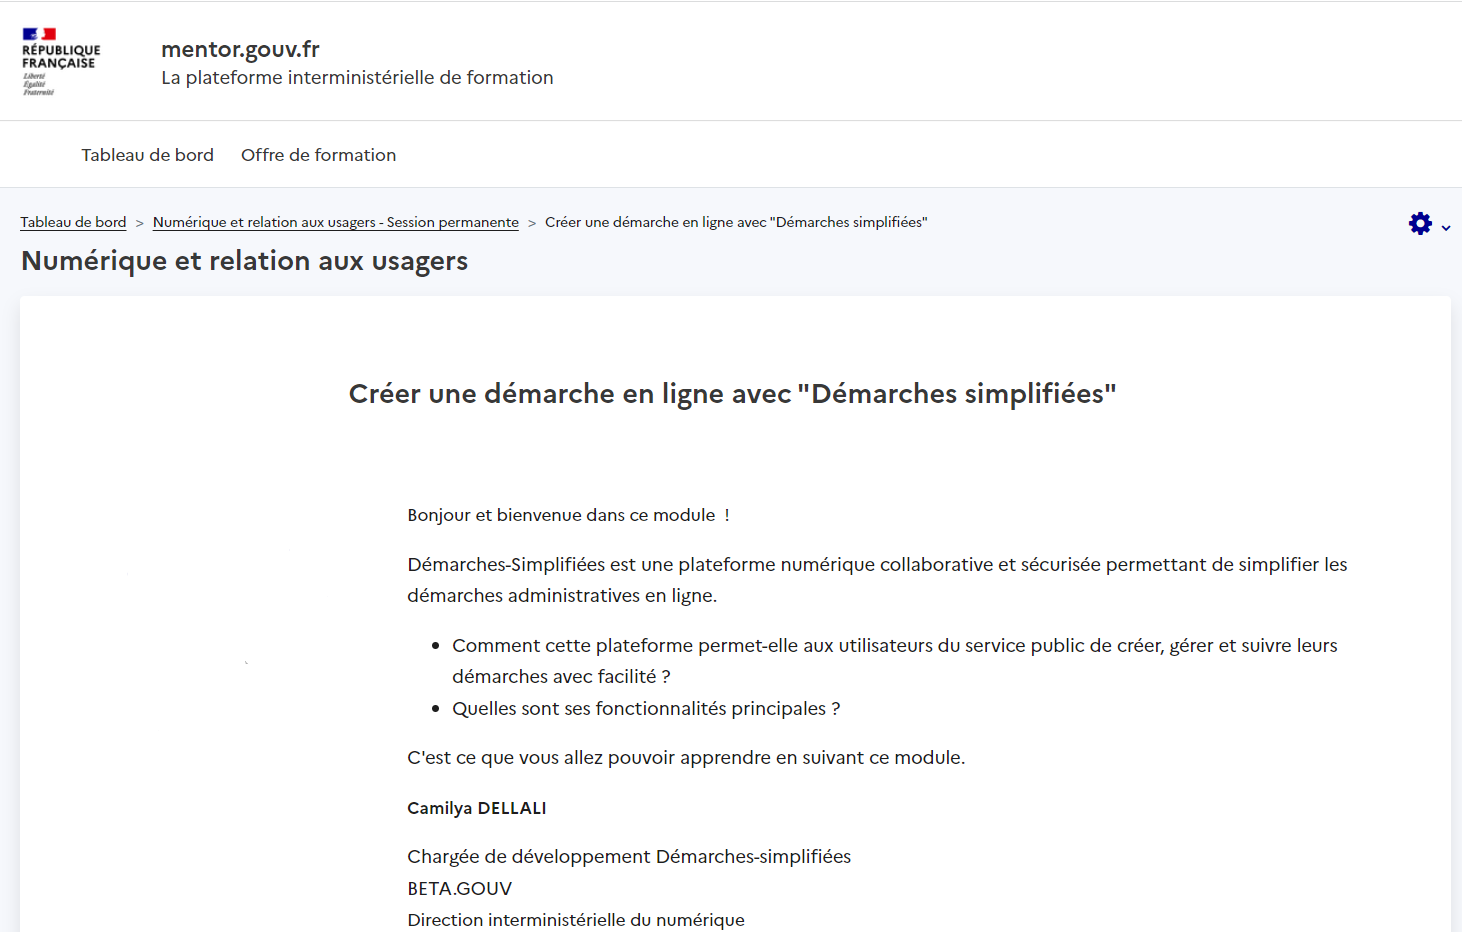 RÉPUBLIQUE
FRANÇAISE
Liberté
Égalité
Fraternité
mentor.gouv.fr
La plateforme interministérielle de formation
Tableau de bord Offre de formation
Tableau de bord > Numérique et relation aux usagers - Session permanente > Créer une démarche en ligne avec "Démarches simplifiées"
Numérique et relation aux usagers
Créer une démarche en ligne avec "Démarches simplifiées"
Bonjour et bienvenue dans ce module !
Démarches-Simplifiées est une plateforme numérique collaborative et sécurisée permettant de simplifier les
démarches administratives en ligne.
• Comment cette plateforme permet-elle aux utilisateurs du service public de créer, gérer et suivre leurs
démarches avec facilité ?
• Quelles sont ses fonctionnalités principales ?
C'est ce que vous allez pouvoir apprendre en suivant ce module.
Camilya DELLALI
Chargée de développement Démarches-simplifiées
BETA.GOUV
Direction interministérielle du numérique